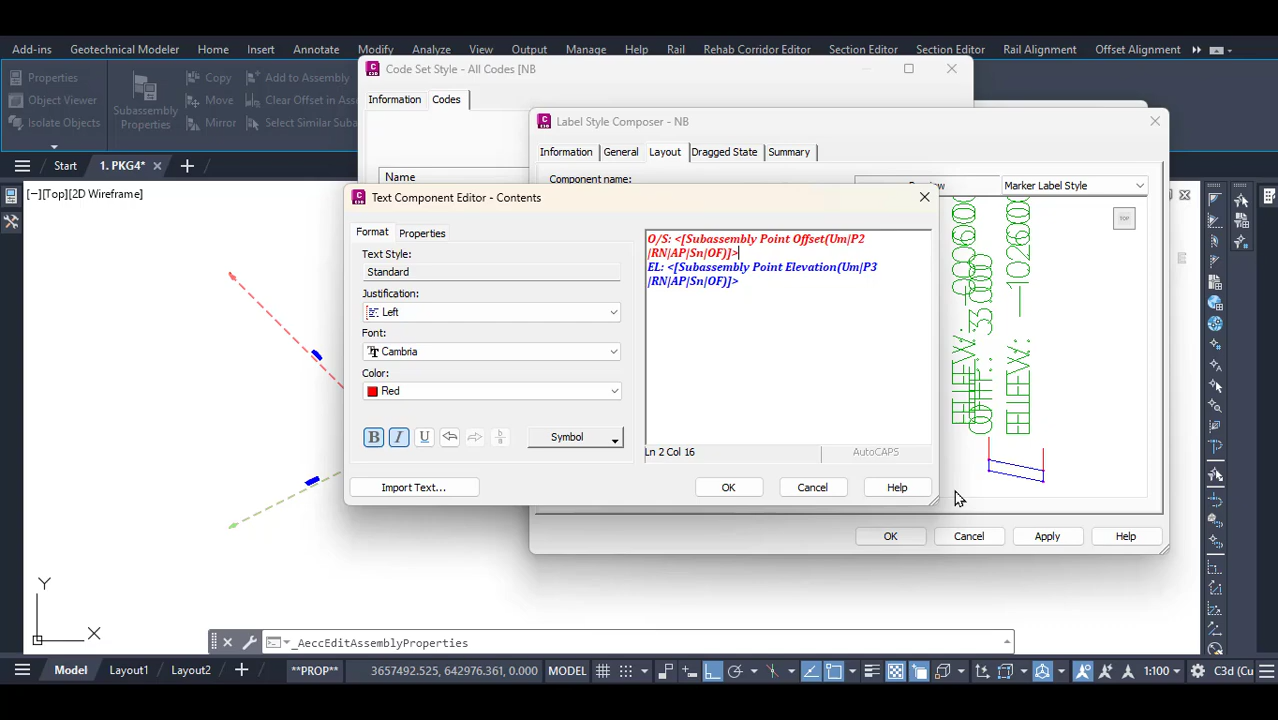 Add-ins Geotechnical Modeler Home Insert Annotate Modify Analyze View Output Manage Help Rail Rehab Corridor Editor Section Editor Section Editor Rail Alignment Offset Alignment
Properties Copy Add to Assembly
Object Viewer Move Clear Offset in Ass
Isolate Objects Subassembly Properties Mirror Select Similar Suba
Code Set Style - All Codes [NB
Information Codes
Name
Label Style Composer - NB
Information General Layout Dragged State Summary
Component name:
Marker Label Style
Start 1. PKG4*
[−][Top][2D Wireframe]
TOP
Text Component Editor - Contents
Format Properties
Text Style:
Standard
Justification:
Left
Font:
Cambria
Color:
Red
B I U Symbol
Import Text...
O/S: <[Subassembly Point Offset(Um|P2
|RN|AP|Sn|OF)]>
EL: <[Subassembly Point Elevation(Um|P3
|RN|AP|Sn|OF)]>
Ln 2 Col 16 AutoCAPS
OK Cancel Help
OK Cancel Apply Help
Y
X
_AeccEditAssemblyProperties
Model Layout1 Layout2 **PROP** 3657492.525, 642976.361, 0.000 MODEL 1:100 C3d (Cu